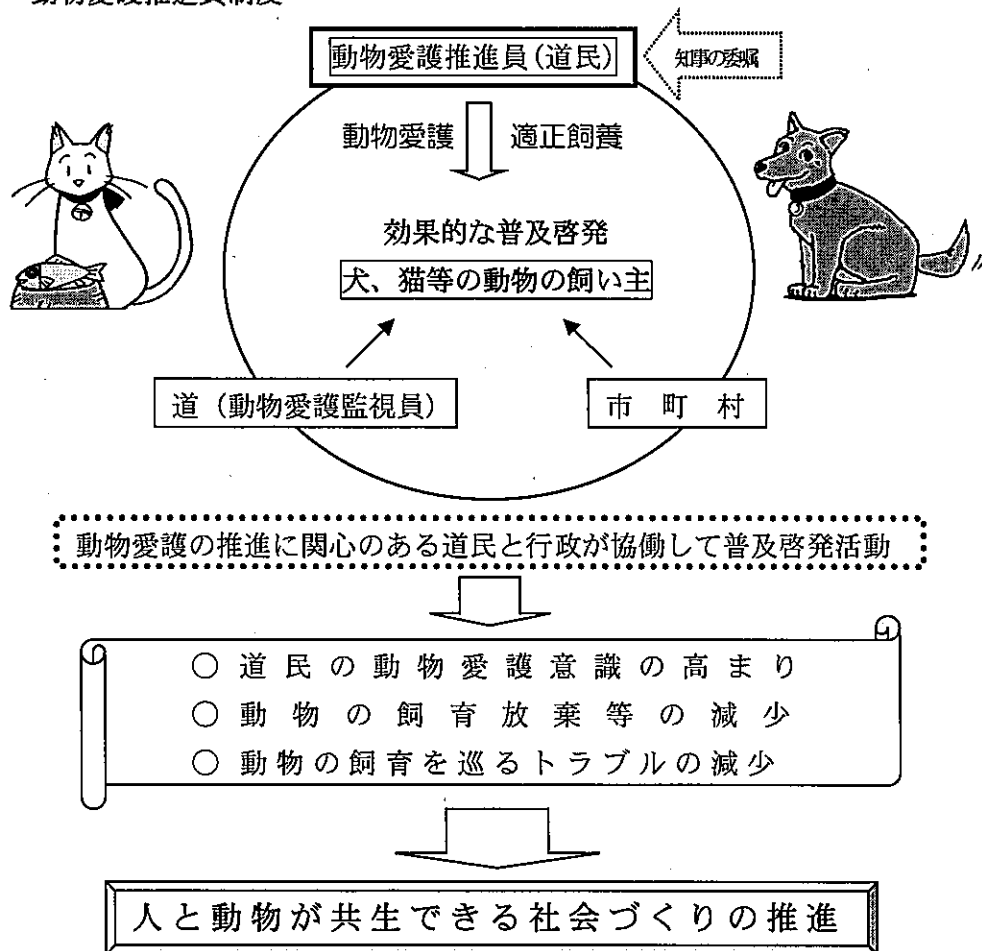 動物愛護推進員制度
動物愛護推進員(道民)
知事の委嘱
動物愛護 適正飼養
効果的な普及啓発
犬、猫等の動物の飼い主
道(動物愛護監視員)
市町村
動物愛護の推進に関心のある道民と行政が協働して普及啓発活動
○ 道民の動物愛護意識の高まり
○ 動物の飼育放棄等の減少
○ 動物の飼育を巡るトラブルの減少
人と動物が共生できる社会づくりの推進